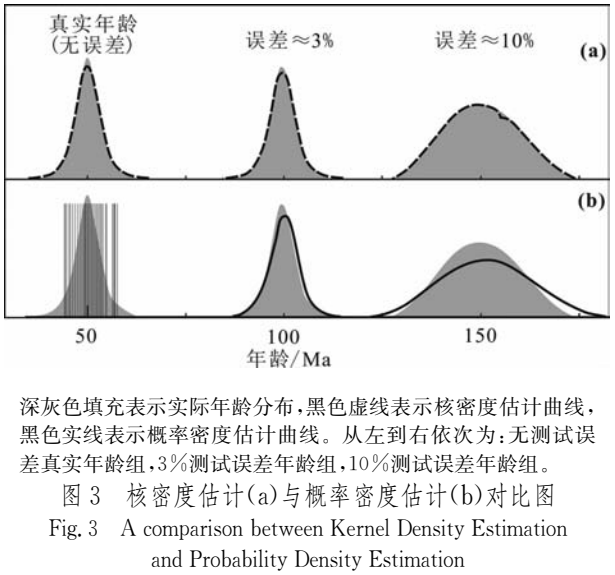 真实年龄
(无误差)
误差≈3%
误差≈10%
(a)
(b)
50
100
150
年龄/Ma
深灰色填充表示实际年龄分布,黑色虚线表示核密度估计曲线,
黑色实线表示概率密度估计曲线。从左到右依次为:无测试误
差真实年龄组,3%测试误差年龄组,10%测试误差年龄组。
图 3 核密度估计(a)与概率密度估计(b)对比图
Fig. 3 A comparison between Kernel Density Estimation
and Probability Density Estimation